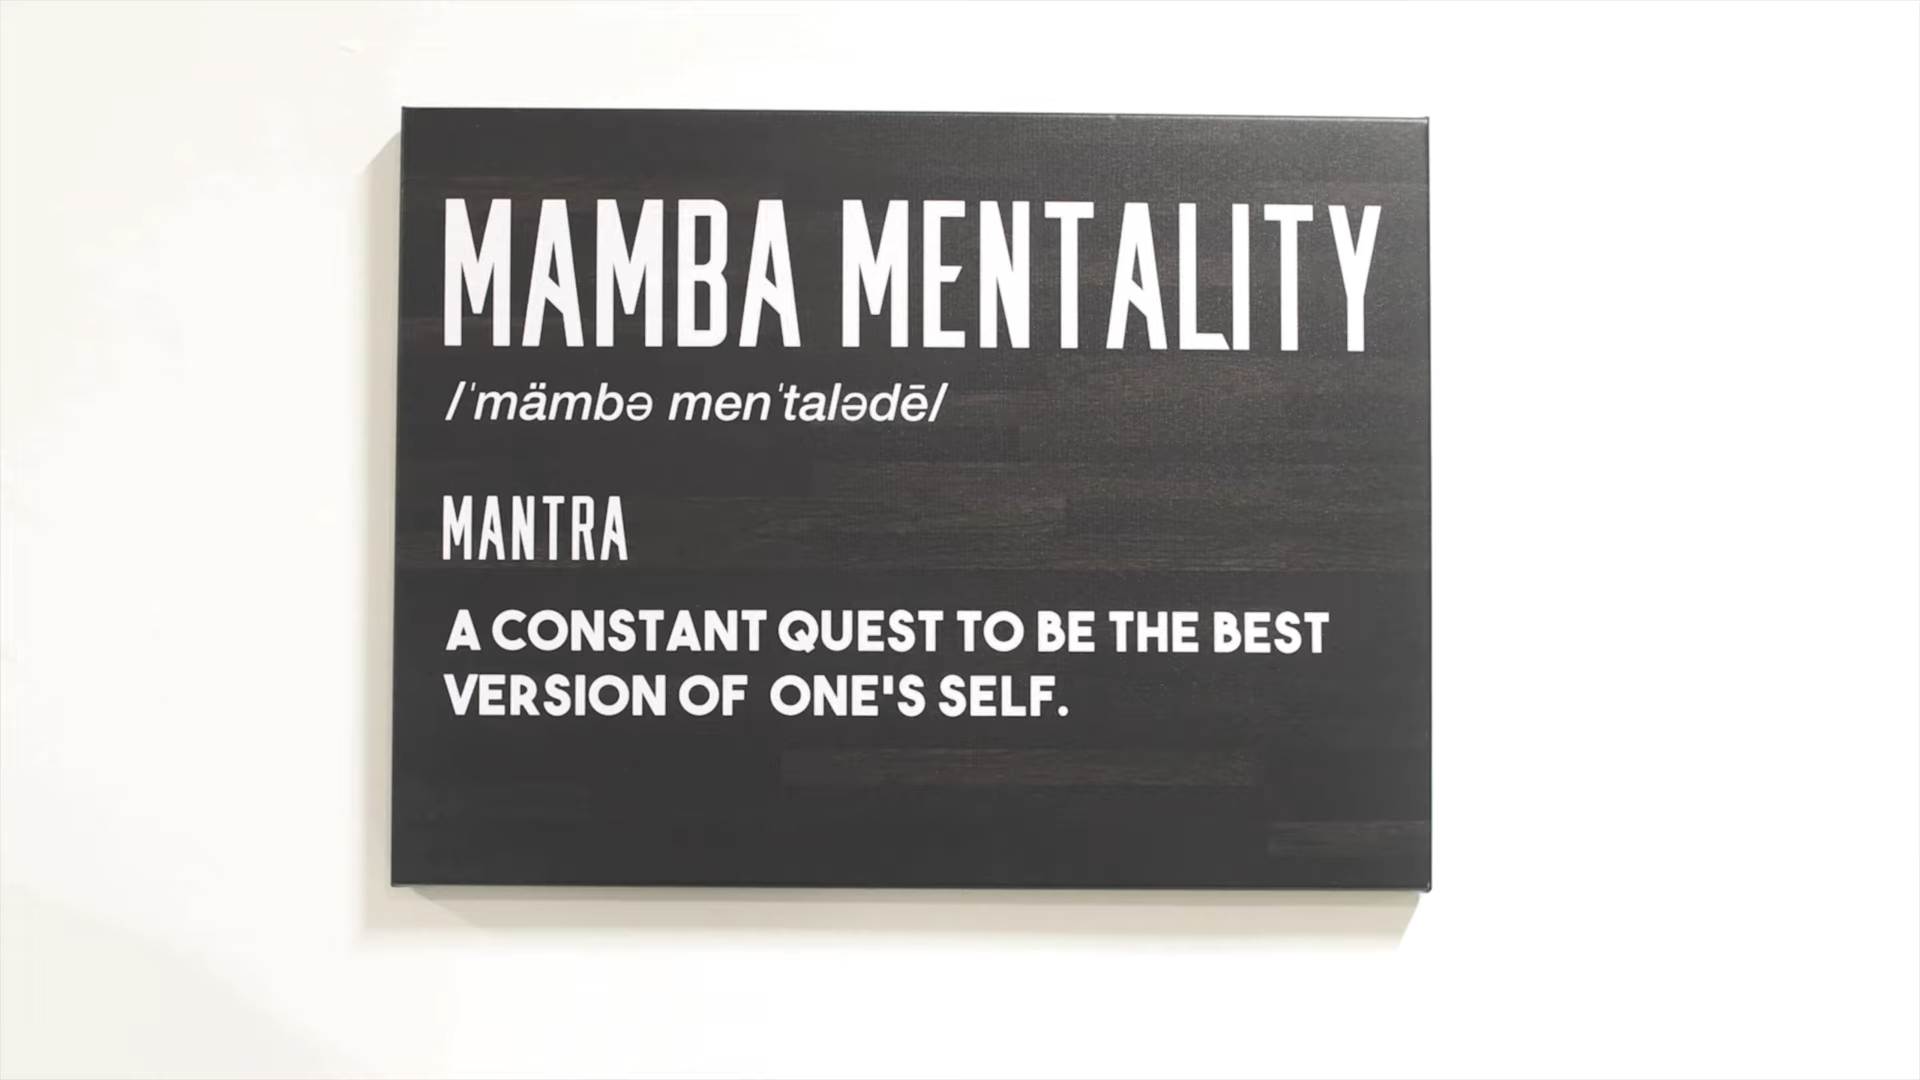 MAMBA MENTALITY
/ˈmämbə menˈtalədē/
MANTRA
A CONSTANT QUEST TO BE THE BEST
VERSION OF ONE'S SELF.